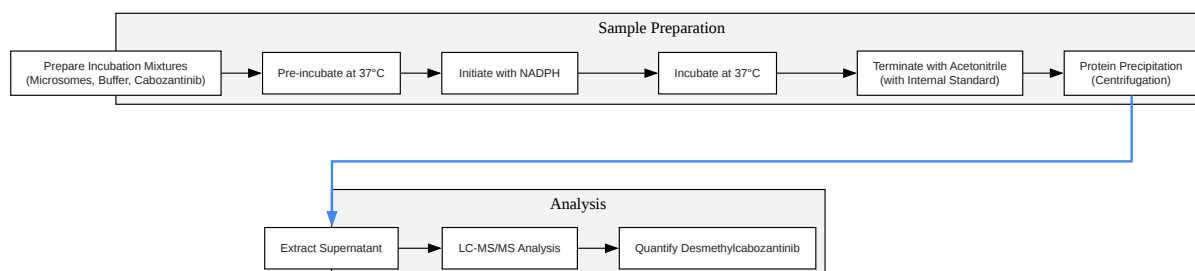 Sample Preparation
Prepare Incubation Mixtures
(Microsomes, Buffer, Cabozantinib)
Pre-incubate at 37°C
Initiate with NADPH
Incubate at 37°C
Terminate with Acetonitrile
(with Internal Standard)
Protein Precipitation
(Centrifugation)
Analysis
Extract Supernatant
LC-MS/MS Analysis
Quantify Desmethylcabozantinib